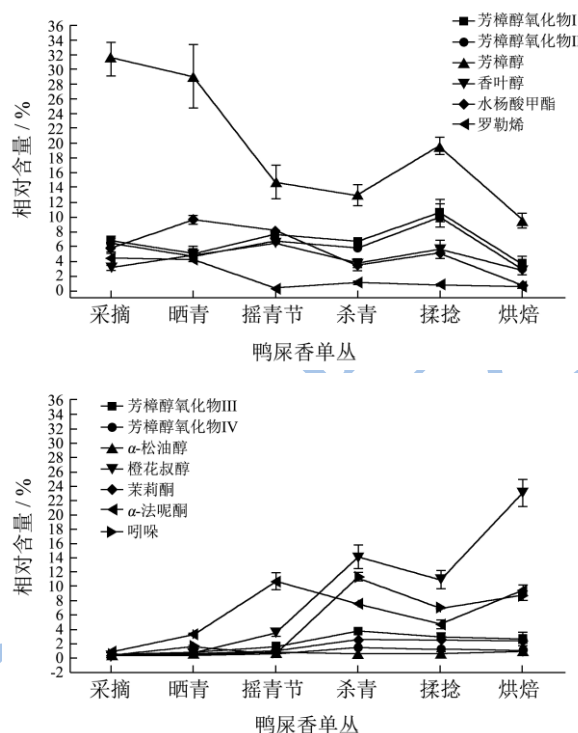 芳樟醇氧化物I
芳樟醇氧化物II
芳樟醇
香叶醇
水杨酸甲酯
罗勒烯
相对含量 / %
36
34
32
30
28
26
24
22
20
18
16
14
12
10
8
6
4
2
0
采摘 晒青 摇青节 杀青 揉捻 烘焙
鸭屎香单丛
芳樟醇氧化物III
芳樟醇氧化物IV
α-松油醇
橙花叔醇
茉莉酮
α-法呢酮
吲哚
相对含量 / %
36
34
32
30
28
26
24
22
20
18
16
14
12
10
8
6
4
2
0
-2
采摘 晒青 摇青节 杀青 揉捻 烘焙
鸭屎香单丛